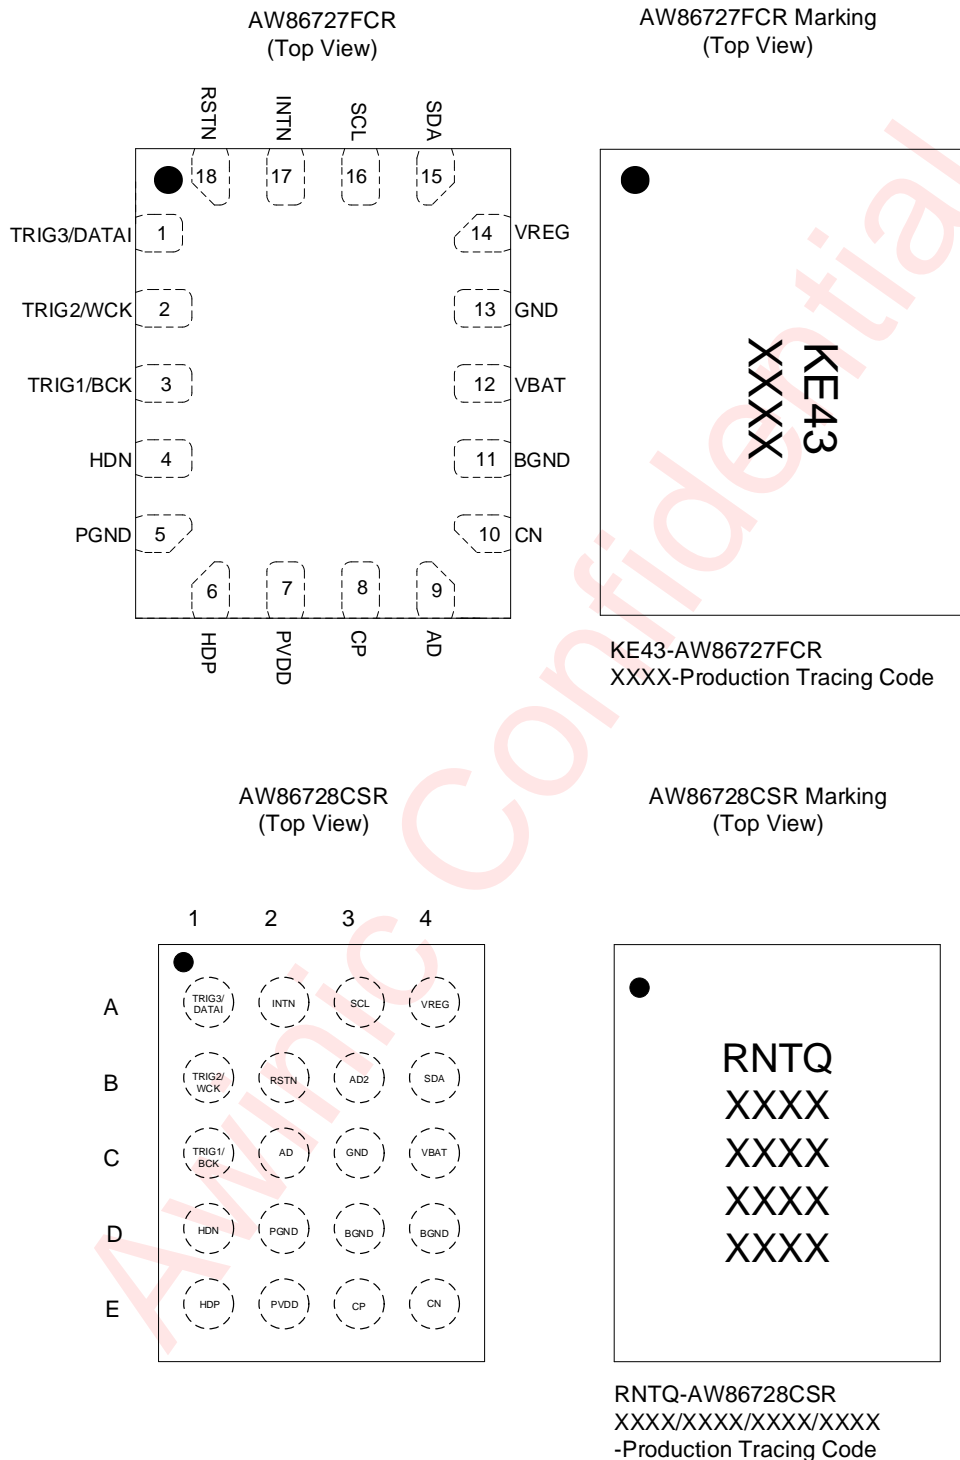 AW86727FCR
(Top View)
AW86727FCR Marking
(Top View)
RSTN
INTN
SCL
SDA
18
17
16
15
TRIG3/DATAI
1
14
VREG
TRIG2/WCK
2
13
GND
TRIG1/BCK
3
12
VBAT
HDN
4
11
BGND
PGND
5
10
CN
6
7
8
9
HDP
PVDD
CP
AD
KE43
XXXX
KE43-AW86727FCR
XXXX-Production Tracing Code
AW86728CSR
(Top View)
AW86728CSR Marking
(Top View)
1 2 3 4
A
TRIG3/
DATAI
INTN
SCL
VREG
B
TRIG2/
WCK
RSTN
AD2
SDA
C
TRIG1/
BCK
AD
GND
VBAT
D
HDN
PGND
BGND
BGND
E
HDP
PVDD
CP
CN
RNTQ
XXXX
XXXX
XXXX
XXXX
RNTQ-AW86728CSR
XXXX/XXXX/XXXX/XXXX
-Production Tracing Code
Awinic Confidential